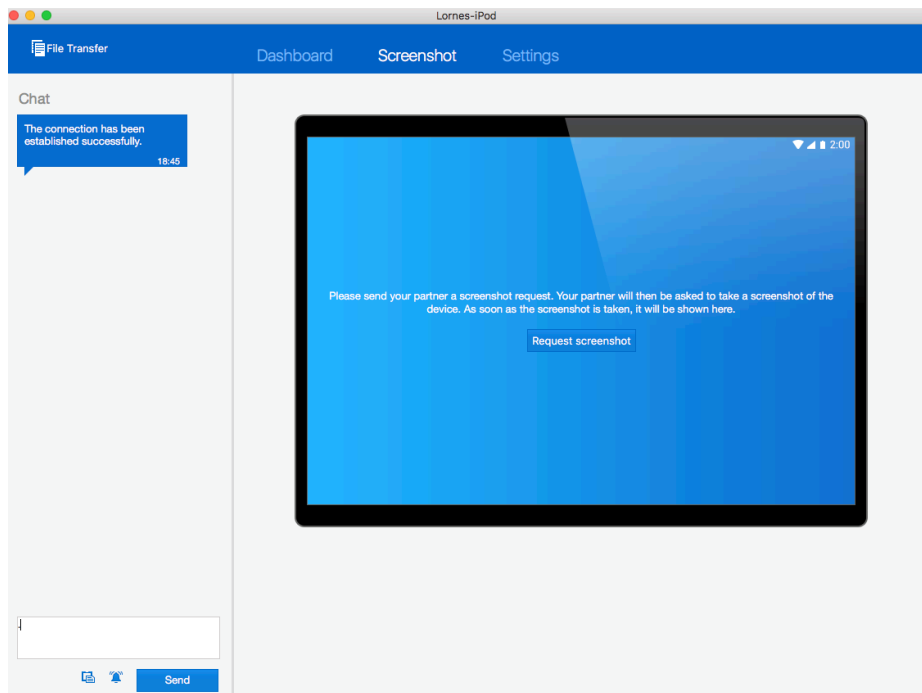 Lornes-iPod
File Transfer
Dashboard
Screenshot
Settings
Chat
The connection has been
established successfully.
18:45
2:00
Please send your partner a screenshot request. Your partner will then be asked to take a screenshot of the
device. As soon as the screenshot is taken, it will be shown here.
Request screenshot
Send